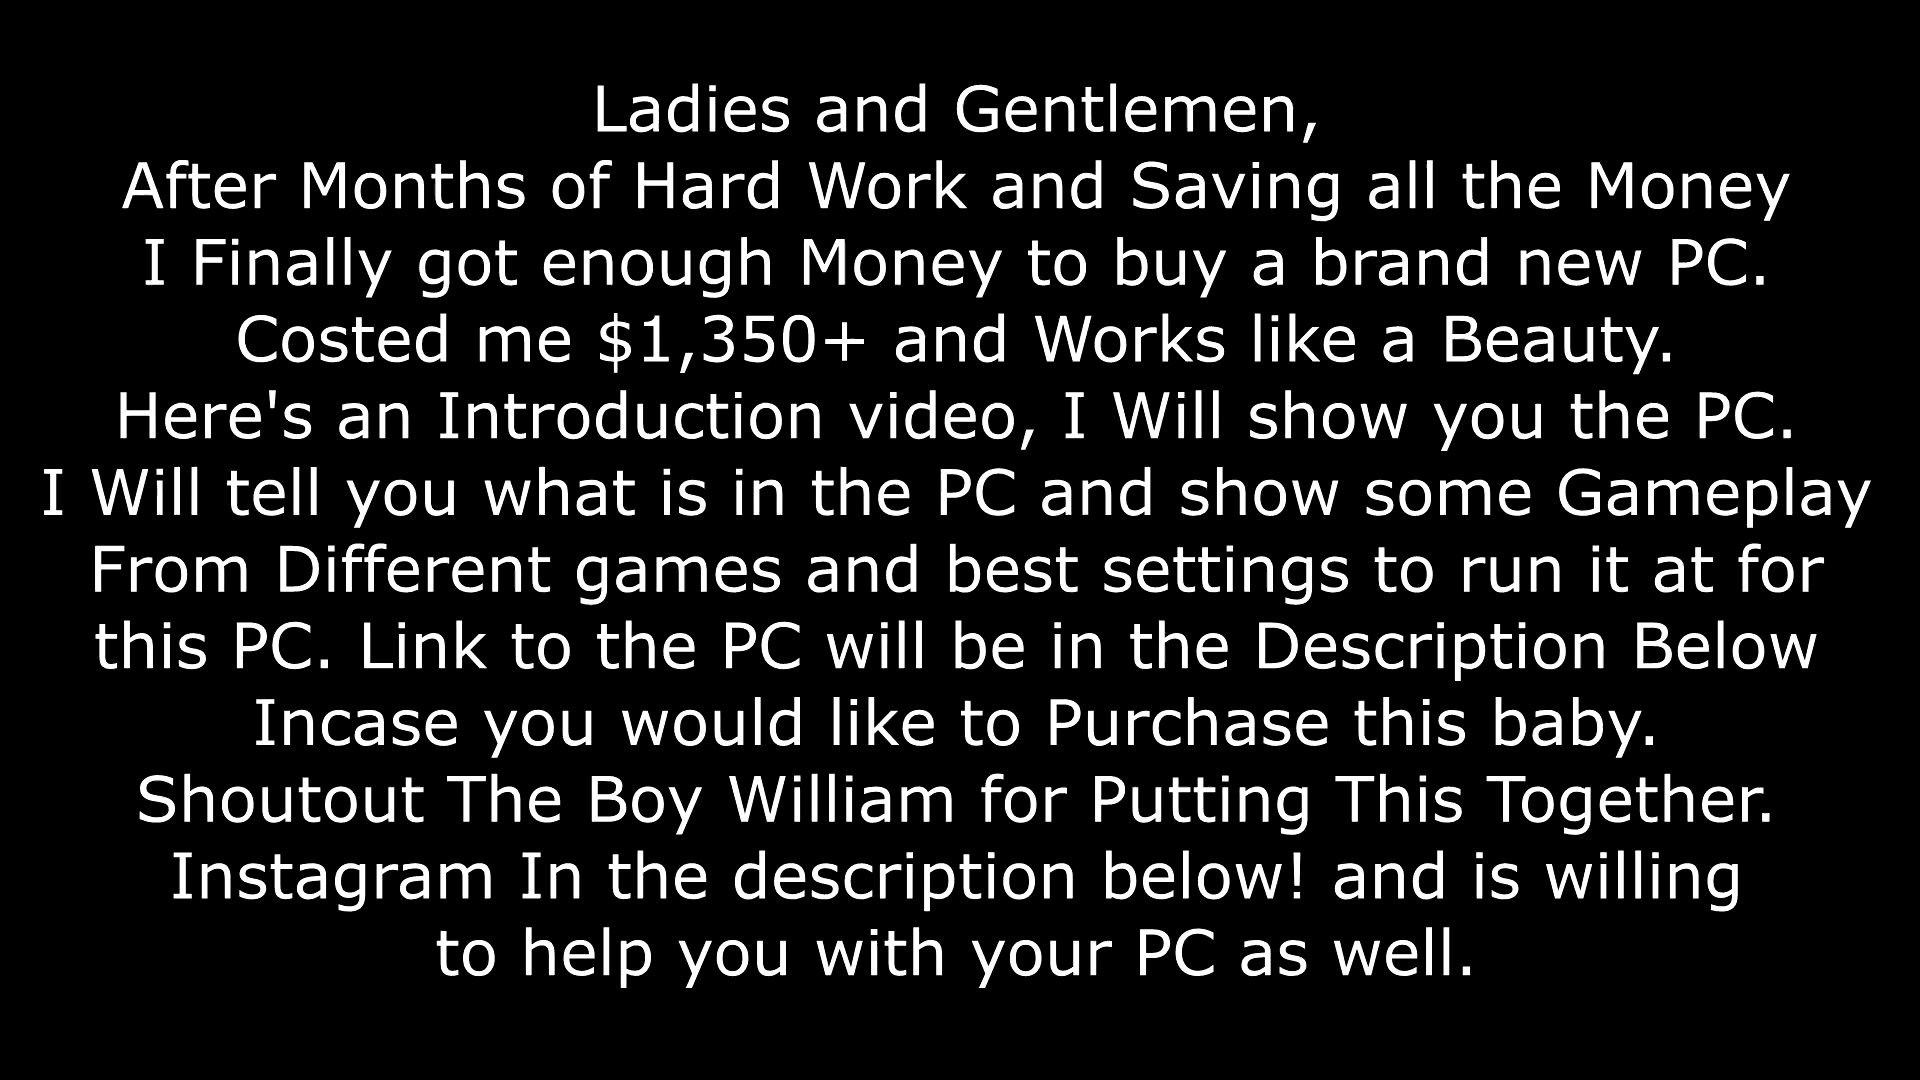 Ladies and Gentlemen,
After Months of Hard Work and Saving all the Money
I Finally got enough Money to buy a brand new PC.
Costed me $1,350+ and Works like a Beauty.
Here's an Introduction video, I Will show you the PC.
I Will tell you what is in the PC and show some Gameplay
From Different games and best settings to run it at for
this PC. Link to the PC will be in the Description Below
Incase you would like to Purchase this baby.
Shoutout The Boy William for Putting This Together.
Instagram In the description below! and is willing
to help you with your PC as well.